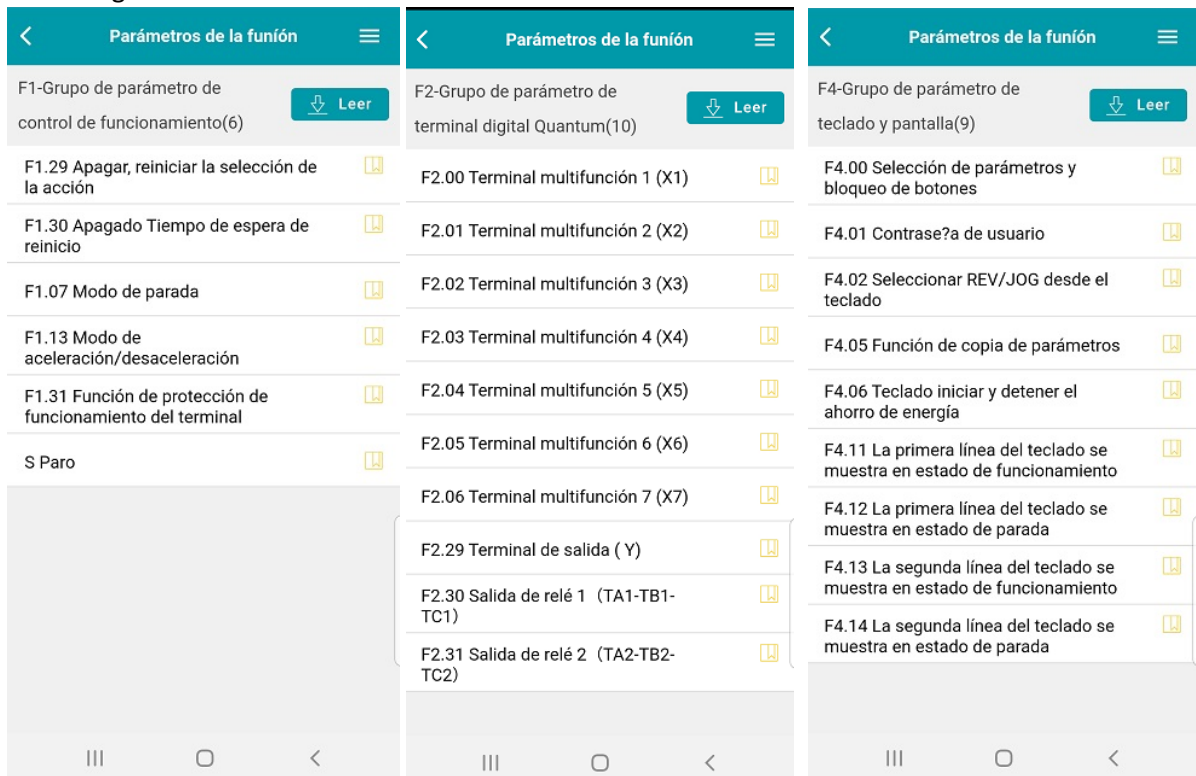 Parámetros de la funíón
F1-Grupo de parámetro de
control de funcionamiento(6)
Leer
F1.29 Apagar, reiniciar la selección de
la acción
F1.30 Apagado Tiempo de espera de
reinicio
F1.07 Modo de parada
F1.13 Modo de
aceleración/desaceleración
F1.31 Función de protección de
funcionamiento del terminal
S Paro
Parámetros de la funíón
F2-Grupo de parámetro de
terminal digital Quantum(10)
Leer
F2.00 Terminal multifunción 1 (X1)
F2.01 Terminal multifunción 2 (X2)
F2.02 Terminal multifunción 3 (X3)
F2.03 Terminal multifunción 4 (X4)
F2.04 Terminal multifunción 5 (X5)
F2.05 Terminal multifunción 6 (X6)
F2.06 Terminal multifunción 7 (X7)
F2.29 Terminal de salida ( Y)
F2.30 Salida de relé 1（TA1-TB1-
TC1）
F2.31 Salida de relé 2（TA2-TB2-
TC2）
Parámetros de la funíón
F4-Grupo de parámetro de
teclado y pantalla(9)
Leer
F4.00 Selección de parámetros y
bloqueo de botones
F4.01 Contrase?a de usuario
F4.02 Seleccionar REV/JOG desde el
teclado
F4.05 Función de copia de parámetros
F4.06 Teclado iniciar y detener el
ahorro de energía
F4.11 La primera línea del teclado se
muestra en estado de funcionamiento
F4.12 La primera línea del teclado se
muestra en estado de parada
F4.13 La segunda línea del teclado se
muestra en estado de funcionamiento
F4.14 La segunda línea del teclado se
muestra en estado de parada